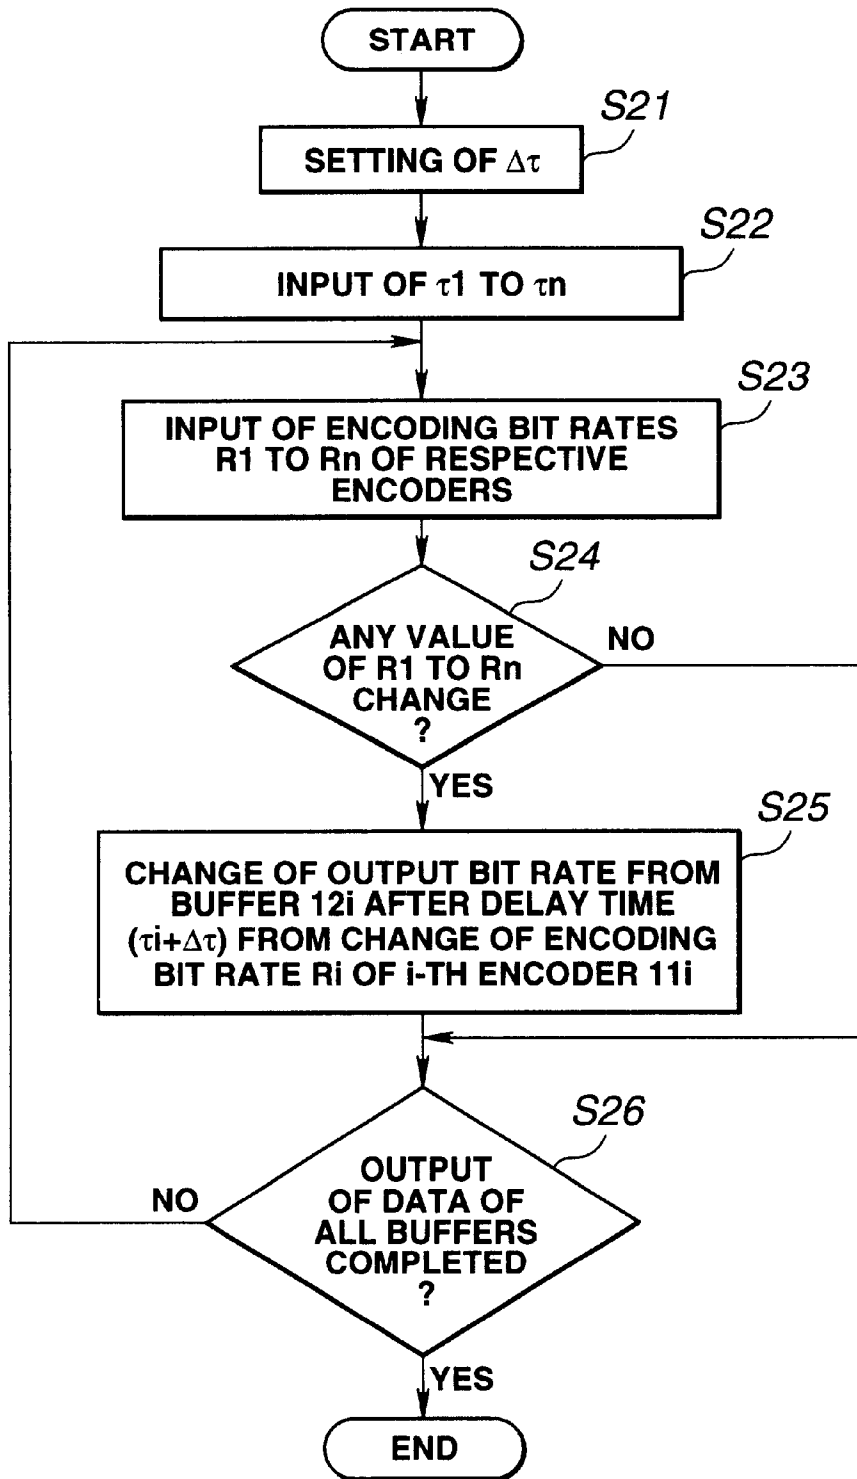 START
S21
SETTING OF Δτ
S22
INPUT OF τ1 TO τn
S23
INPUT OF ENCODING BIT RATES
R1 TO Rn OF RESPECTIVE
ENCODERS
S24
ANY VALUE
OF R1 TO Rn
CHANGE
?
NO
YES
S25
CHANGE OF OUTPUT BIT RATE FROM
BUFFER 12i AFTER DELAY TIME
(τi+Δτ) FROM CHANGE OF ENCODING
BIT RATE Ri OF i-TH ENCODER 11i
S26
OUTPUT
OF DATA OF
ALL BUFFERS
COMPLETED
?
NO
YES
END